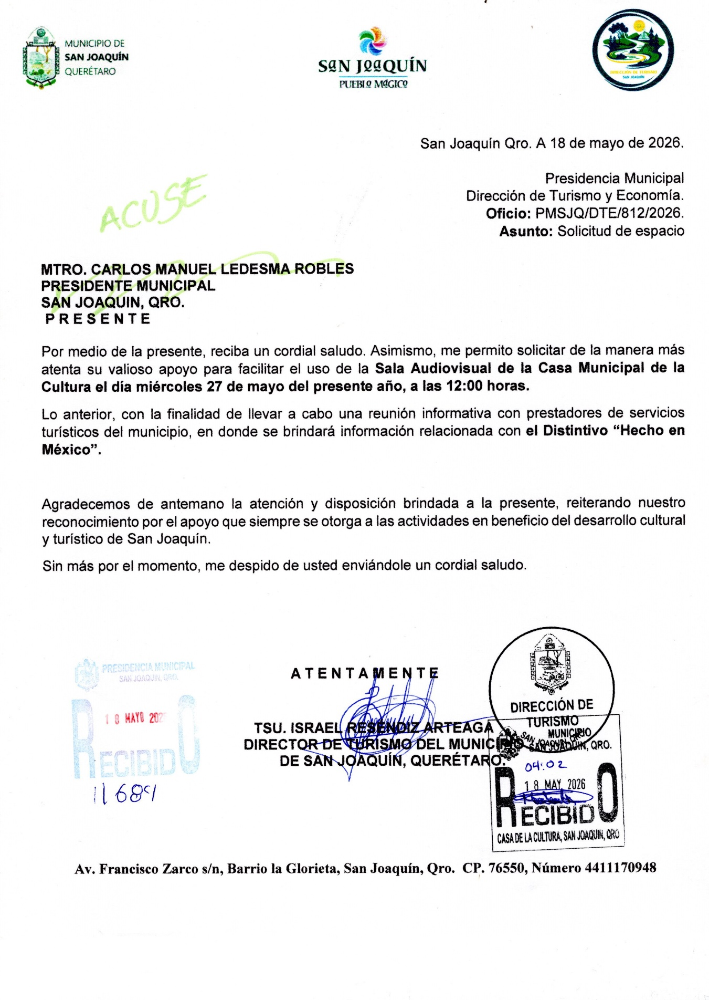 MUNICIPIO DE
SAN JOAQUÍN
QUERÉTARO
SAN JOAQUÍN
PUEBLO MÁGICO
DIRECCIÓN DE TURISMO
SAN JOAQUÍN
San Joaquín Qro. A 18 de mayo de 2026.
Presidencia Municipal
Dirección de Turismo y Economía.
Oficio: PMSJQ/DTE/812/2026.
Asunto: Solicitud de espacio
ACUSE
MTRO. CARLOS MANUEL LEDESMA ROBLES
PRESIDENTE MUNICIPAL
SAN JOAQUIN, QRO.
P R E S E N T E
Por medio de la presente, reciba un cordial saludo. Asimismo, me permito solicitar de la manera más
atenta su valioso apoyo para facilitar el uso de la Sala Audiovisual de la Casa Municipal de la
Cultura el día miércoles 27 de mayo del presente año, a las 12:00 horas.
Lo anterior, con la finalidad de llevar a cabo una reunión informativa con prestadores de servicios
turísticos del municipio, en donde se brindará información relacionada con el Distintivo “Hecho en
México”.
Agradecemos de antemano la atención y disposición brindada a la presente, reiterando nuestro
reconocimiento por el apoyo que siempre se otorga a las actividades en beneficio del desarrollo cultural
y turístico de San Joaquín.
Sin más por el momento, me despido de usted enviándole un cordial saludo.
PRESIDENCIA MUNICIPAL
SAN JOAQUIN, QRO.
18 MAYO 202
RECIBIDO
11689
A T E N T A M E N T E
TSU. ISRAEL RESENDIZ ARTEAGA
DIRECTOR DE TURISMO DEL MUNICIPIO
DE SAN JOAQUÍN, QUERÉTARO.
DIRECCIÓN DE
TURISMO
SAN JOAQUIN, QRO.
MUNICIPIO
SAN JOAQUIN, QRO.
04:02
18 MAY. 2026
RECIBIDO
CASA DE LA CULTURA, SAN JOAQUIN, QRO
Av. Francisco Zarco s/n, Barrio la Glorieta, San Joaquín, Qro. CP. 76550, Número 4411170948